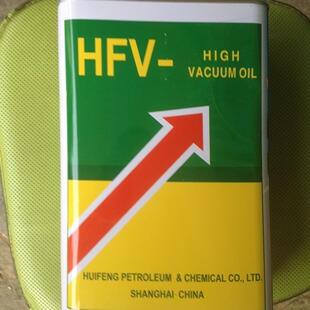 HFV-
HIGH
VACUUM OIL
HUIFENG PETROLEUM & CHEMICAL CO., LTD.
SHANGHAI·CHINA